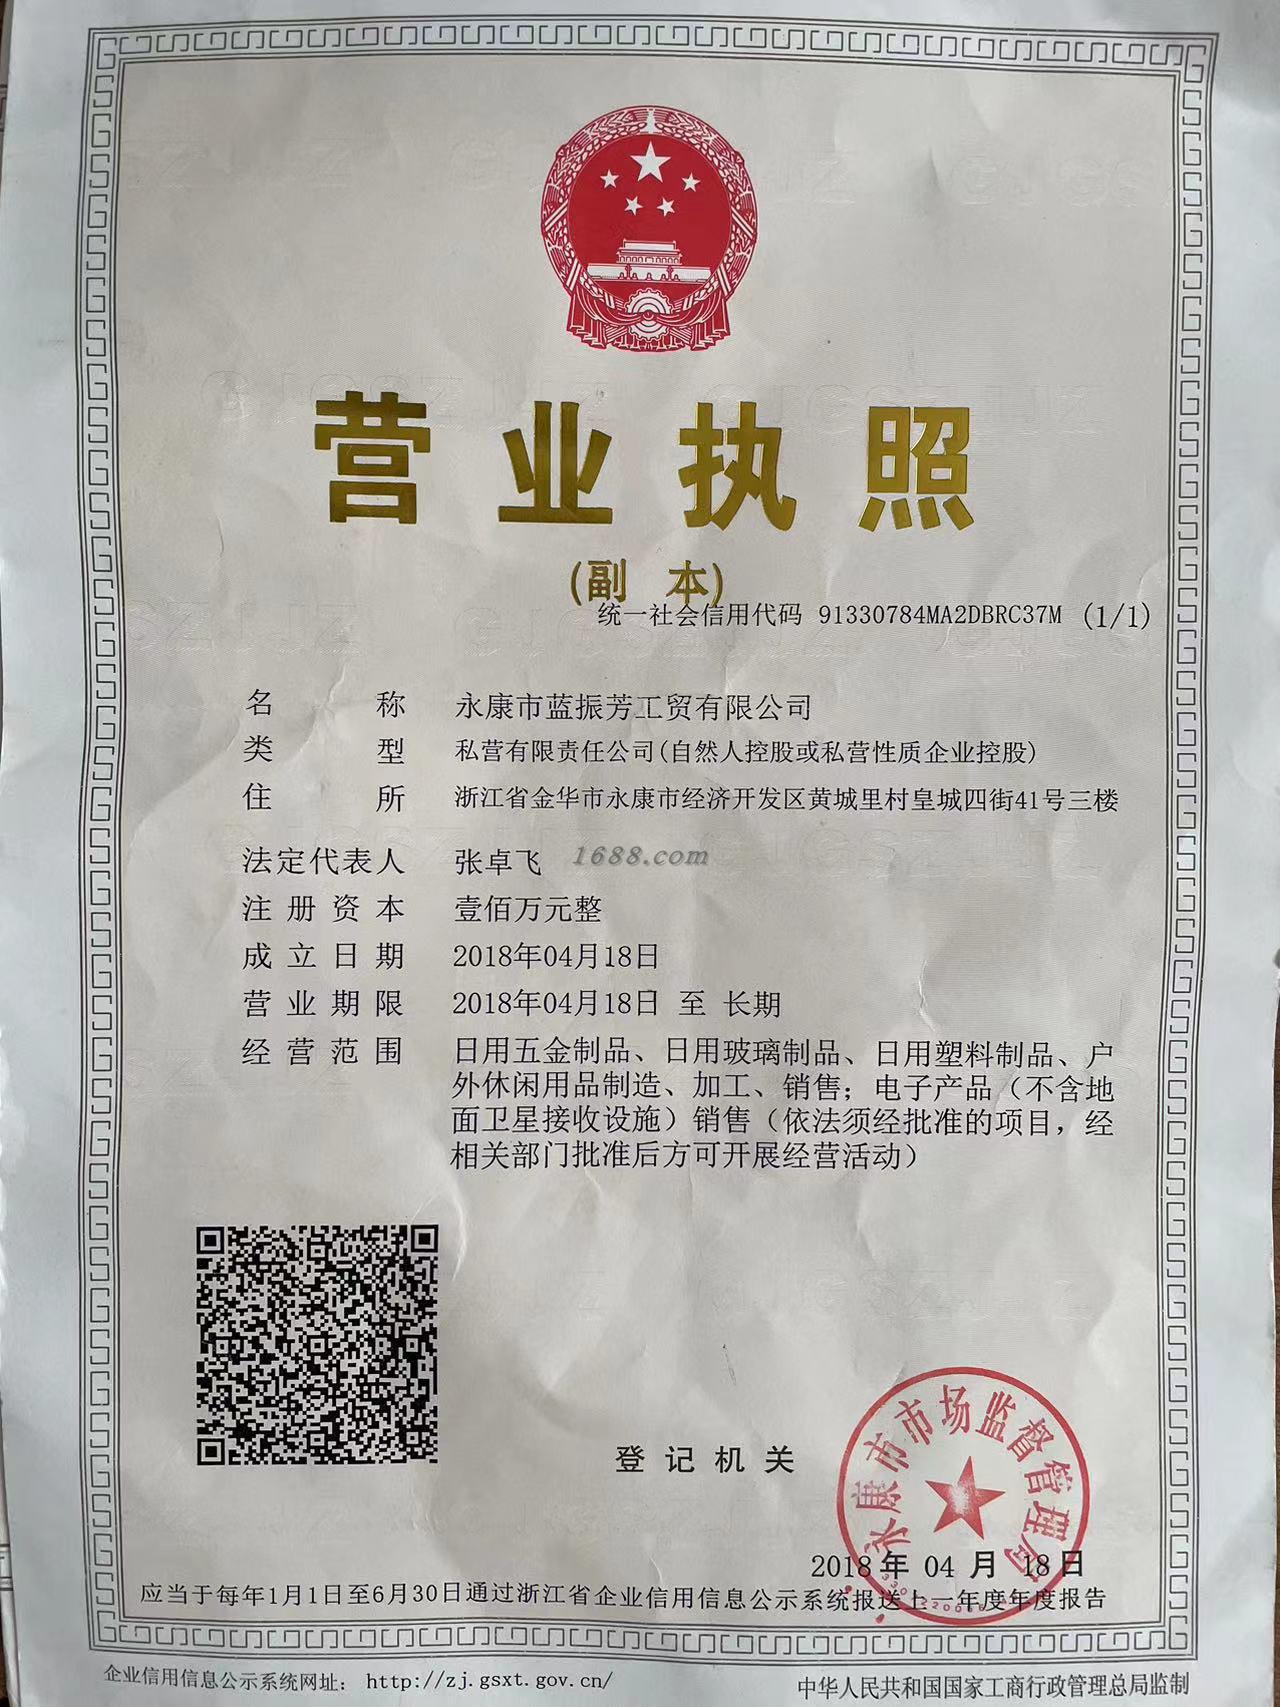 营业执照
(副 本)
统一社会信用代码 91330784MA2DBRC37M (1/1)
名 称 永康市蓝振芳工贸有限公司
类 型 私营有限责任公司(自然人控股或私营性质企业控股)
住 所 浙江省金华市永康市经济开发区黄城里村皇城四街41号三楼
法定代表人 张卓飞
1688.com
注册资本 壹佰万元整
成立日期 2018年04月18日
营业期限 2018年04月18日 至 长期
经营范围 日用五金制品、日用玻璃制品、日用塑料制品、户
外休闲用品制造、加工、销售；电子产品（不含地
面卫星接收设施）销售（依法须经批准的项目，经
相关部门批准后方可开展经营活动）
永康市市场监督管理局
登记机关
2018 年 04 月 18 日
应当于每年1月1日至6月30日通过浙江省企业信用信息公示系统报送上一年度年度报告
企业信用信息公示系统网址： http://zj.gsxt.gov.cn/
中华人民共和国国家工商行政管理总局监制